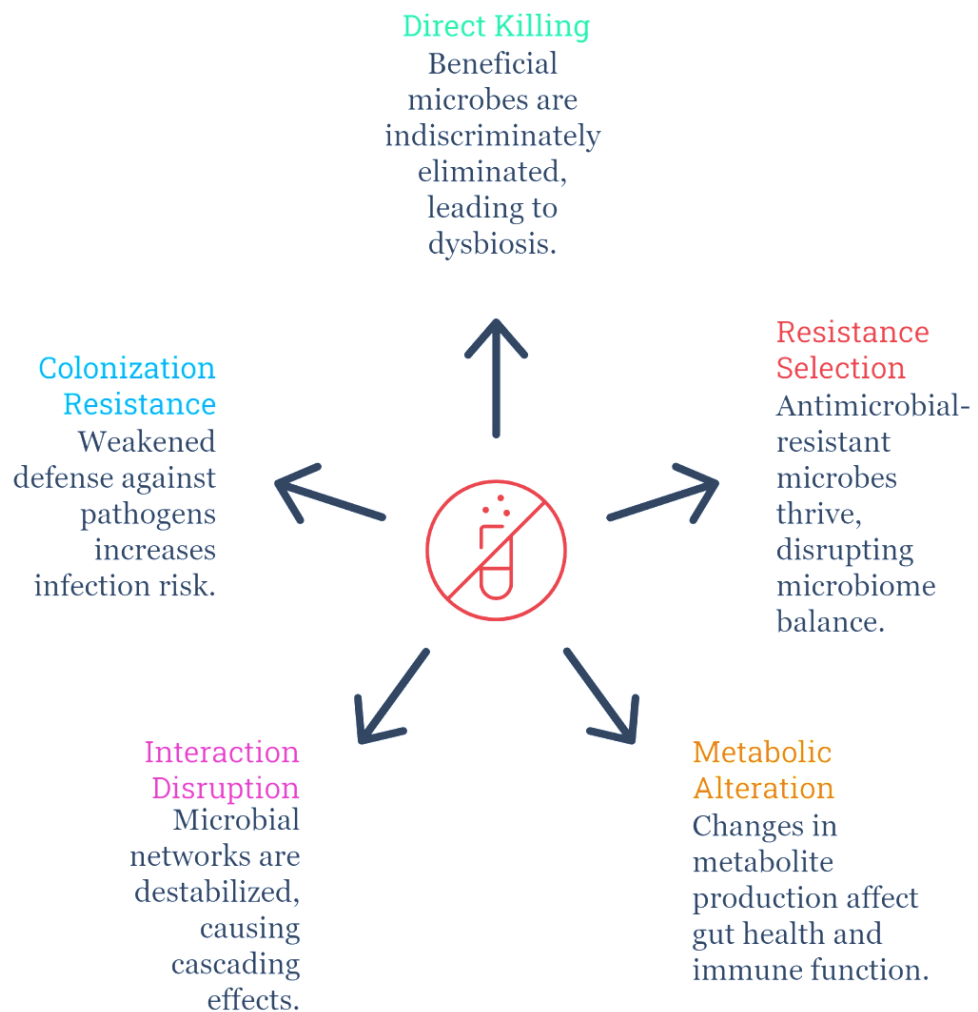 Direct Killing
Beneficial
microbes are
indiscriminately
eliminated,
leading to
dysbiosis.
Resistance
Selection
Antimicrobial-
resistant
microbes
thrive,
disrupting
microbiome
balance.
Colonization
Resistance
Weakened
defense against
pathogens
increases
infection risk.
Interaction
Disruption
Microbial
networks are
destabilized,
causing
cascading
effects.
Metabolic
Alteration
Changes in
metabolite
production affect
gut health and
immune function.